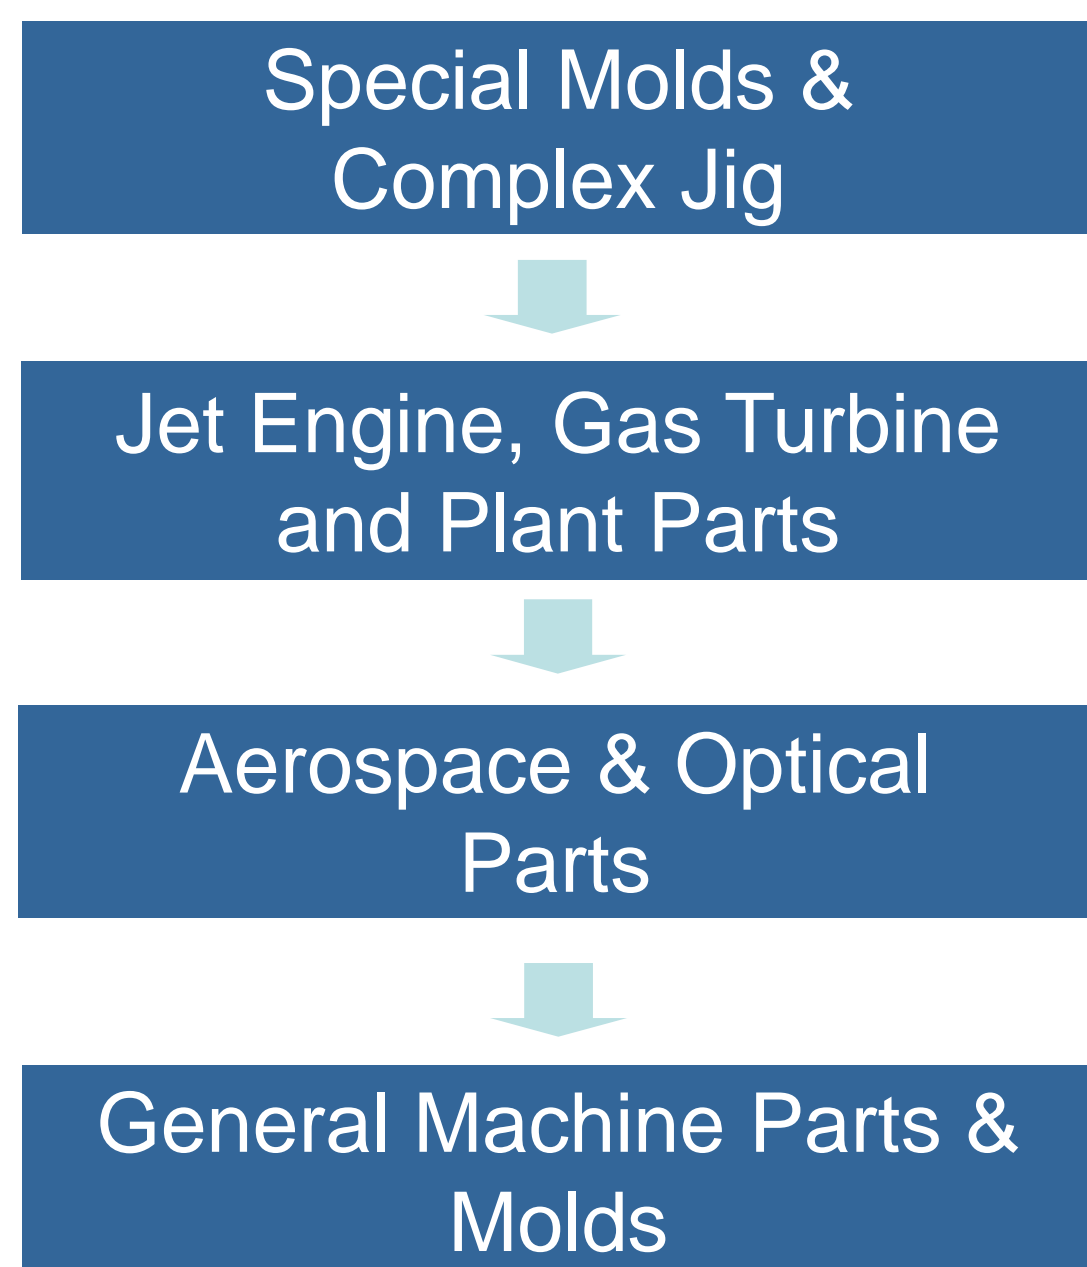 Special Molds &
Complex Jig
Jet Engine, Gas Turbine
and Plant Parts
Aerospace & Optical
Parts
General Machine Parts &
Molds